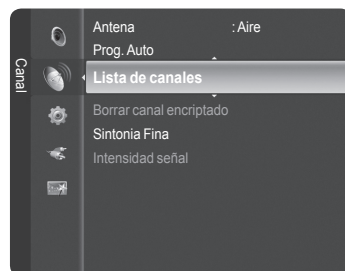 Canal
Antena : Aire
Prog. Auto
Lista de canales
Borrar canal encriptado
Sintonia Fina
Intensidad señal